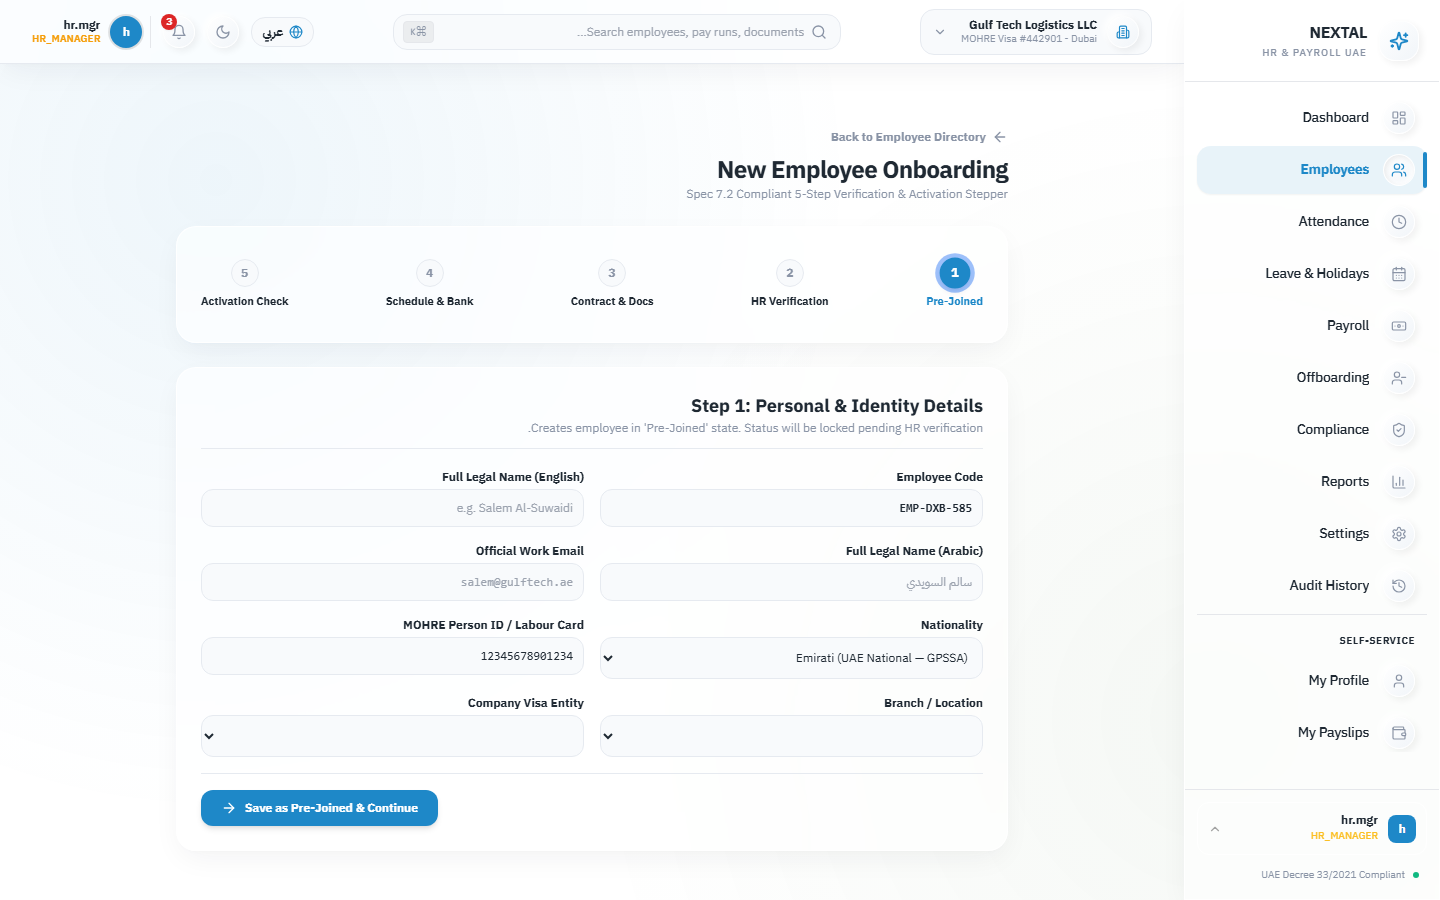 NEXTAL
HR & PAYROLL UAE
Gulf Tech Logistics LLC
MOHRE Visa #442901 - Dubai
...Search employees, pay runs, documents
K⌘
عربي
3
h
hr.mgr
HR_MANAGER
Dashboard
Employees
Attendance
Leave & Holidays
Payroll
Offboarding
Compliance
Reports
Settings
Audit History
SELF-SERVICE
My Profile
My Payslips
h
hr.mgr
HR_MANAGER
UAE Decree 33/2021 Compliant
Back to Employee Directory
New Employee Onboarding
Spec 7.2 Compliant 5-Step Verification & Activation Stepper
1
Pre-Joined
2
HR Verification
3
Contract & Docs
4
Schedule & Bank
5
Activation Check
Step 1: Personal & Identity Details
.Creates employee in 'Pre-Joined' state. Status will be locked pending HR verification
Employee Code
EMP-DXB-585
Full Legal Name (English)
e.g. Salem Al-Suwaidi
Full Legal Name (Arabic)
سالم السويدي
Official Work Email
salem@gulftech.ae
Nationality
Emirati (UAE National — GPSSA)
MOHRE Person ID / Labour Card
12345678901234
Branch / Location
Company Visa Entity
Save as Pre-Joined & Continue